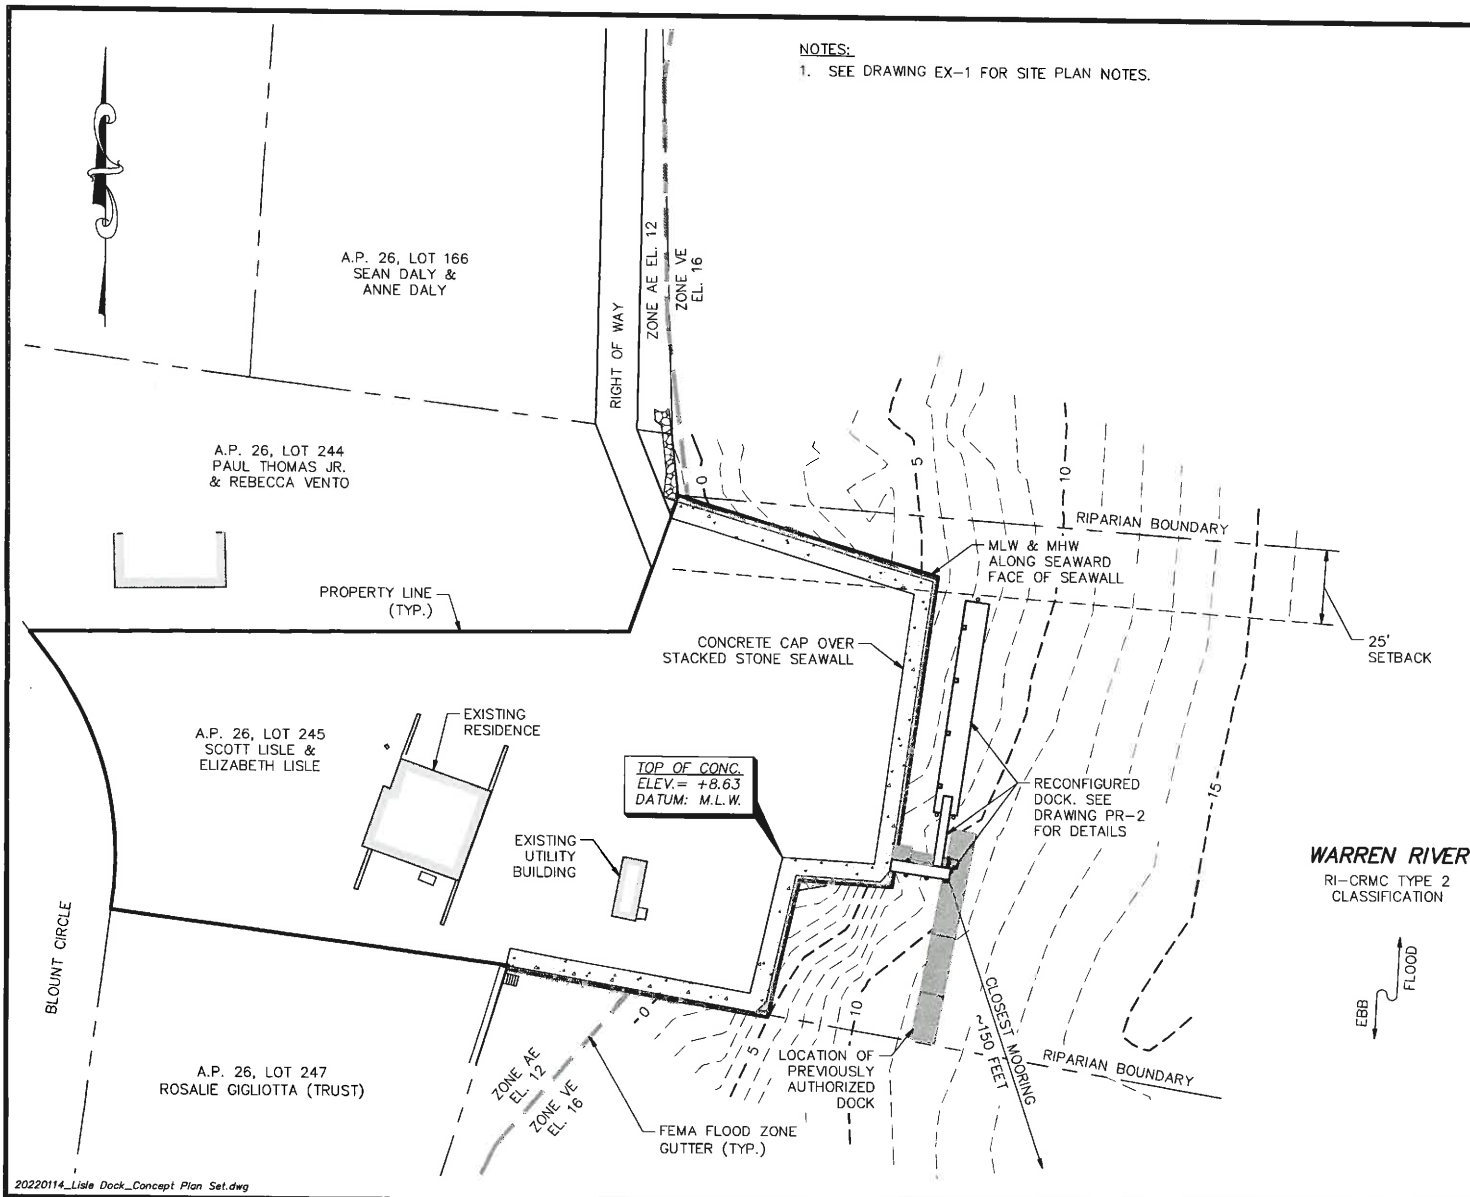 NOTES:
1. SEE DRAWING EX-1 FOR SITE PLAN NOTES.
A.P. 26, LOT 166
SEAN DALY &
ANNE DALY
RIGHT OF WAY
ZONE AE EL. 12
ZONE VE
EL. 16
A.P. 26, LOT 244
PAUL THOMAS JR.
& REBECCA VENTO
0
5
10
RIPARIAN BOUNDARY
MLW & MHW
ALONG SEAWARD
FACE OF SEAWALL
PROPERTY LINE
(TYP.)
CONCRETE CAP OVER
STACKED STONE SEAWALL
25'
SETBACK
A.P. 26, LOT 245
SCOTT LISLE &
ELIZABETH LISLE
EXISTING
RESIDENCE
TOP OF CONC.
ELEV.= +8.63
DATUM: M.L.W.
RECONFIGURED
DOCK. SEE
DRAWING PR-2
FOR DETAILS
15
EXISTING
UTILITY
BUILDING
WARREN RIVER
RI-CRMC TYPE 2
CLASSIFICATION
BLOUNT CIRCLE
EBB
FLOOD
CLOSEST MOORING
~150 FEET
0
5
10
LOCATION OF
PREVIOUSLY
AUTHORIZED
DOCK
RIPARIAN BOUNDARY
A.P. 26, LOT 247
ROSALIE GIGLIOTTA (TRUST)
ZONE AE
EL. 12
ZONE VE
EL. 16
FEMA FLOOD ZONE
GUTTER (TYP.)
20220114_Lisle Dock_Concept Plan Set.dwg